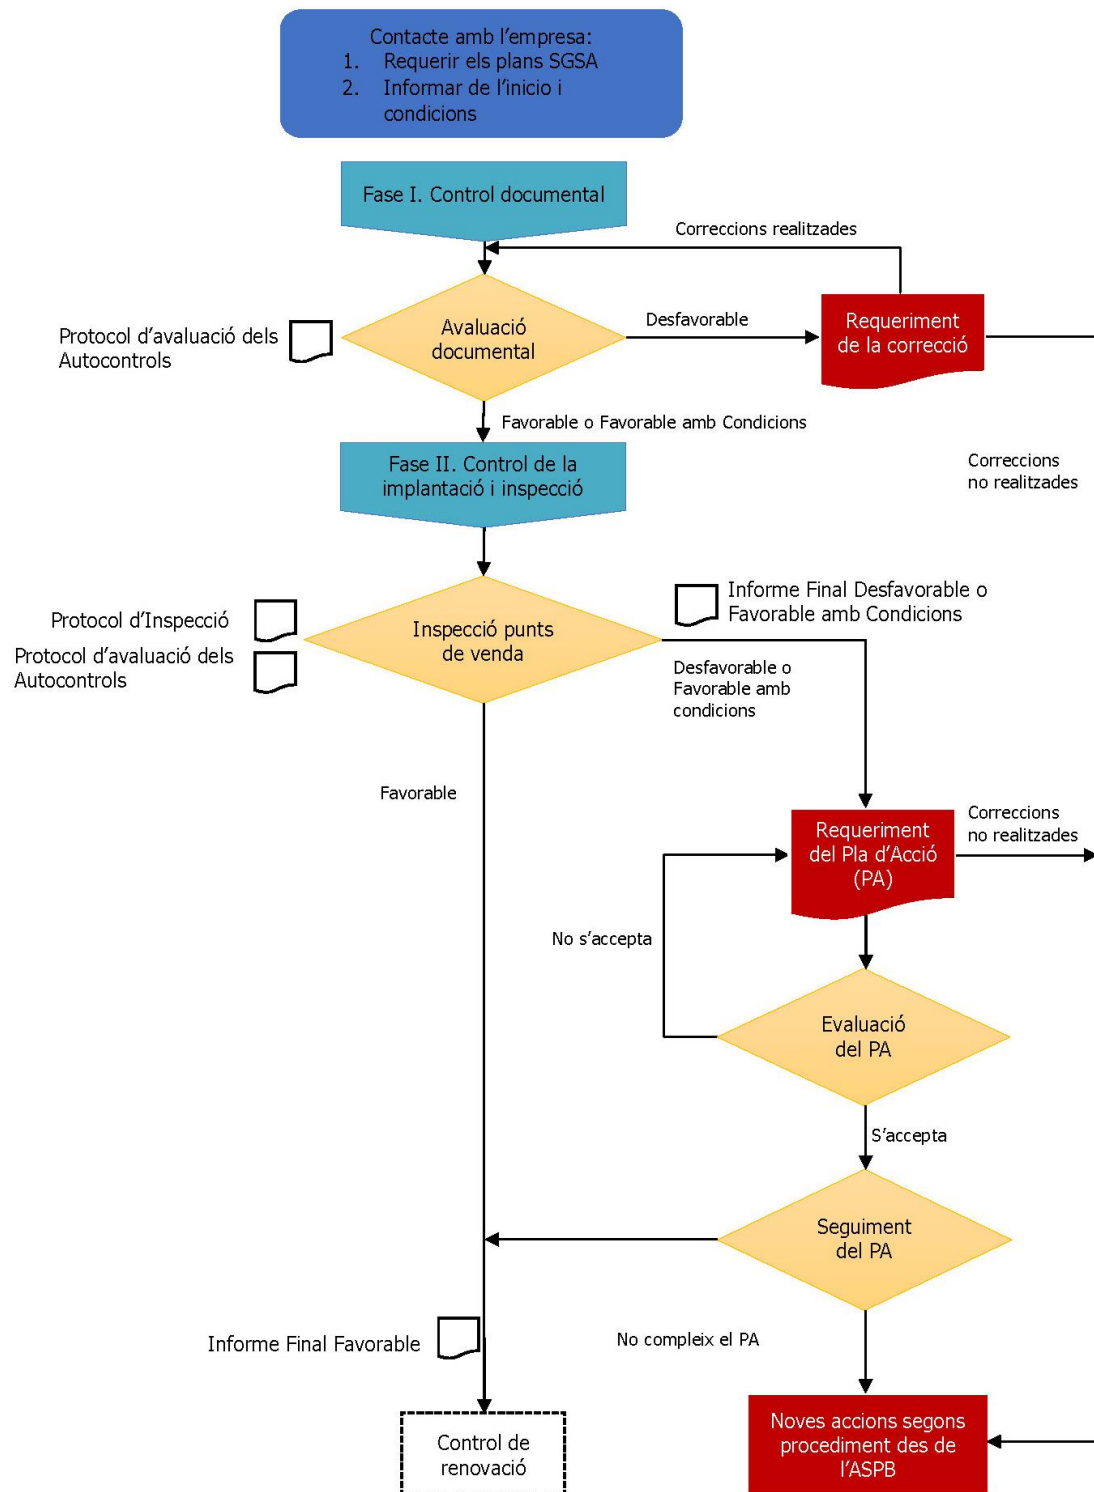 Contacte amb l'empresa:
1. Requerir els plans SGSA
2. Informar de l'inicio i
condicions
Fase I. Control documental
Correccions realitzades
Protocol d'avaluació dels
Autocontrols
Avaluació
documental
Desfavorable
Requeriment
de la correcció
Favorable o Favorable amb Condicions
Fase II. Control de la
implantació i inspecció
Correccions
no realitzades
Protocol d'Inspecció
Protocol d'avaluació dels
Autocontrols
Inspecció punts
de venda
Informe Final Desfavorable o
Favorable amb Condicions
Desfavorable o
Favorable amb
condicions
Favorable
Requeriment
del Pla d'Acció
(PA)
Correccions
no realitzades
No s'accepta
Evaluació
del PA
S'accepta
Seguiment
del PA
Informe Final Favorable
No compleix el PA
Control de
renovació
Noves accions segons
procediment des de
l'ASPB